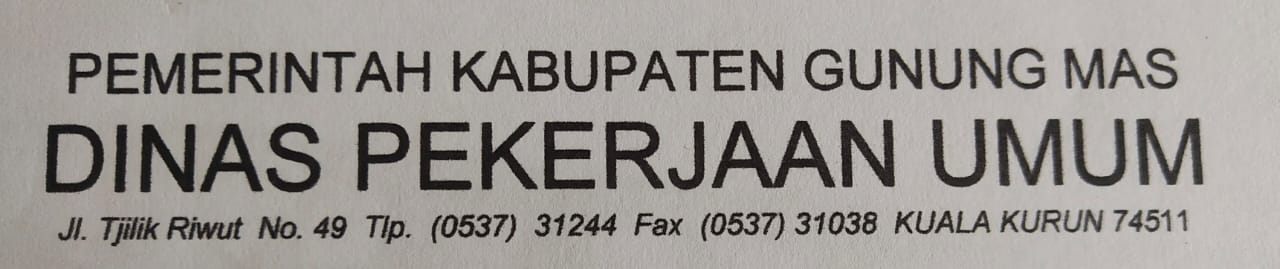 PEMERINTAH KABUPATEN GUNUNG MAS
DINAS PEKERJAAN UMUM
Jl. Tjilik Riwut No. 49 Tlp. (0537) 31244 Fax (0537) 31038 KUALA KURUN 74511